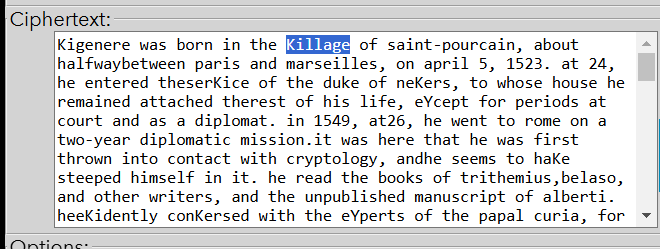 Ciphertext:
Kigenere was born in the Killage of saint-pourcain, about
halfwaybetween paris and marseilles, on april 5, 1523. at 24,
he entered theserKice of the duke of neKers, to whose house he
remained attached therest of his life, eYcept for periods at
court and as a diplomat. in 1549, at26, he went to rome on a
two-year diplomatic mission.it was here that he was first
thrown into contact with cryptology, andhe seems to haKe
steeped himself in it. he read the books of trithemius,belaso,
and other writers, and the unpublished manuscript of alberti.
heeKidently conKersed with the eYperts of the papal curia, for
Options: